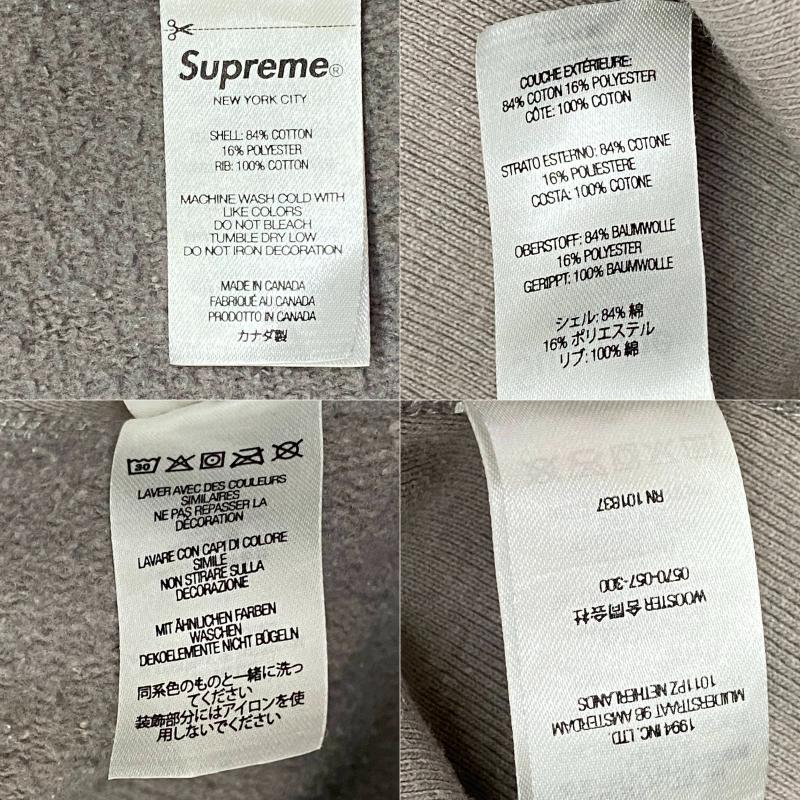 Supreme®
NEW YORK CITY
SHELL: 84% COTTON
16% POLYESTER
RIB: 100% COTTON
MACHINE WASH COLD WITH
LIKE COLORS
DO NOT BLEACH
TUMBLE DRY LOW
DO NOT IRON DECORATION
MADE IN CANADA
FABRIQUÉ AU CANADA
PRODOTTO IN CANADA
カナダ製
COUCHE EXTÉRIEURE:
84% COTON 16% POLYESTER
CÔTE: 100% COTON
STRATO ESTERNO: 84% COTONE
16% POLIESTERE
COSTA: 100% COTONE
OBERSTOFF: 84% BAUMWOLLE
16% POLYESTER
GERIPPT: 100% BAUMWOLLE
シェル: 84% 綿
16% ポリエステル
リブ: 100% 綿
30
LAVER AVEC DES COULEURS
SIMILAIRES
NE PAS REPASSER LA
DÉCORATION
LAVARE CON CAPI DI COLORE
SIMILE
NON STIRARE SULLA
DECORAZIONE
MIT ÄHNLICHEN FARBEN
WASCHEN
DEKOELEMENTE NICHT BÜGELN
同系色のものと一緒に洗っ
てください
装飾部分にはアイロンを使
用しないでください
1994 INC. LTD.
MUIDERSTRAAT 9B AMSTERDAM
1011PZ NETHERLANDS
WOOSTER 合同会社
0570-057-300
RN 101837